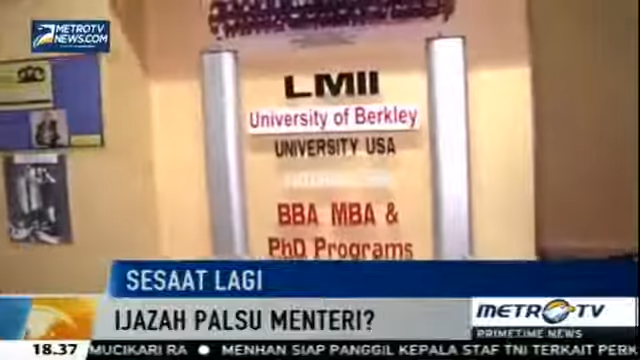 METROTV
NEWS.COM
LMII
University of Berkley
UNIVERSITY USA
BBA MBA &
PhD Programs
SESAAT LAGI
IJAZAH PALSU MENTERI?
METRO TV
PRIMETIME NEWS
18.37 MUCIKARI RA MENHAN SIAP PANGGIL KEPALA STAF TNI TERKAIT PERN